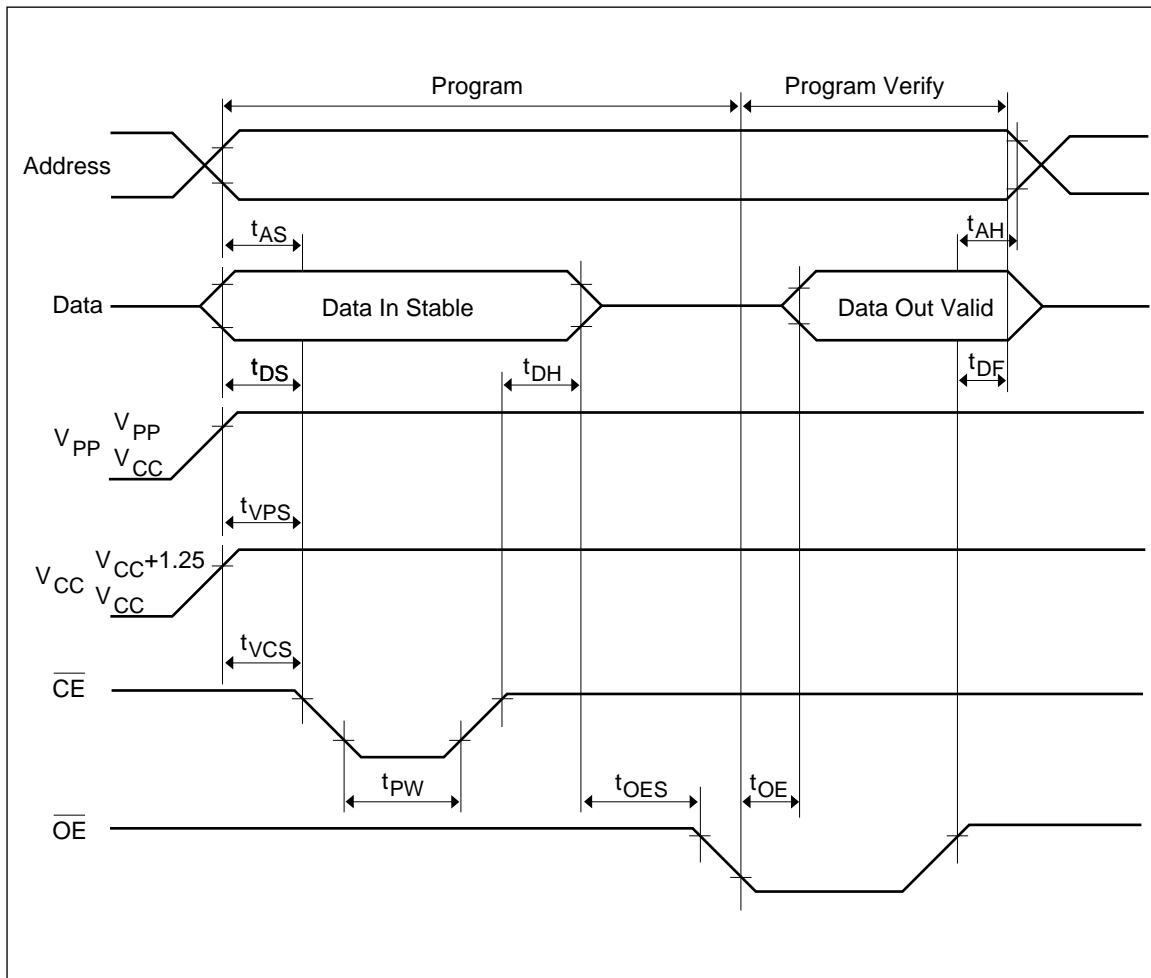 Program
Program Verify
Address
tAS
tAH
Data
Data In Stable
Data Out Valid
tDS
tDH
tDF
VPP
VPP
VCC
tVPS
VCC
VCC+1.25
VCC
tVCS
CE
tPW
tOES
tOE
OE